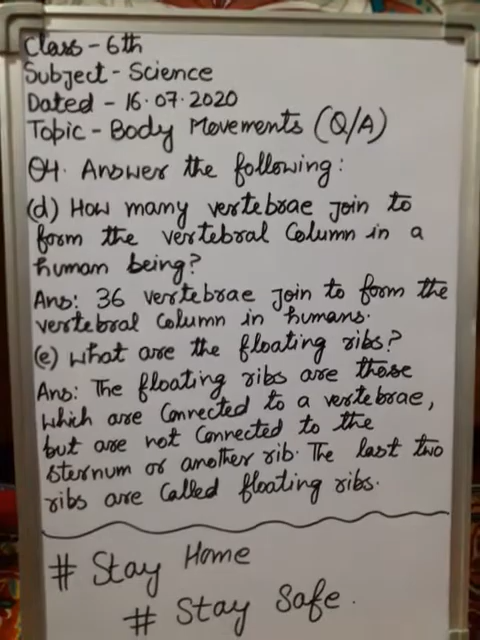 Class - 6th
Subject - Science
Dated - 16.07.2020
Topic - Body Movements (Q/A)
Q4. Answer the following:
(d) How many vertebrae join to
form the vertebral column in a
human being?
Ans: 36 vertebrae join to form the
vertebral column in humans.
(e) What are the floating ribs?
Ans: The floating ribs are those
which are connected to a vertebrae,
but are not connected to the
sternum or another rib. The last two
ribs are called floating ribs.
# Stay Home
# Stay Safe.